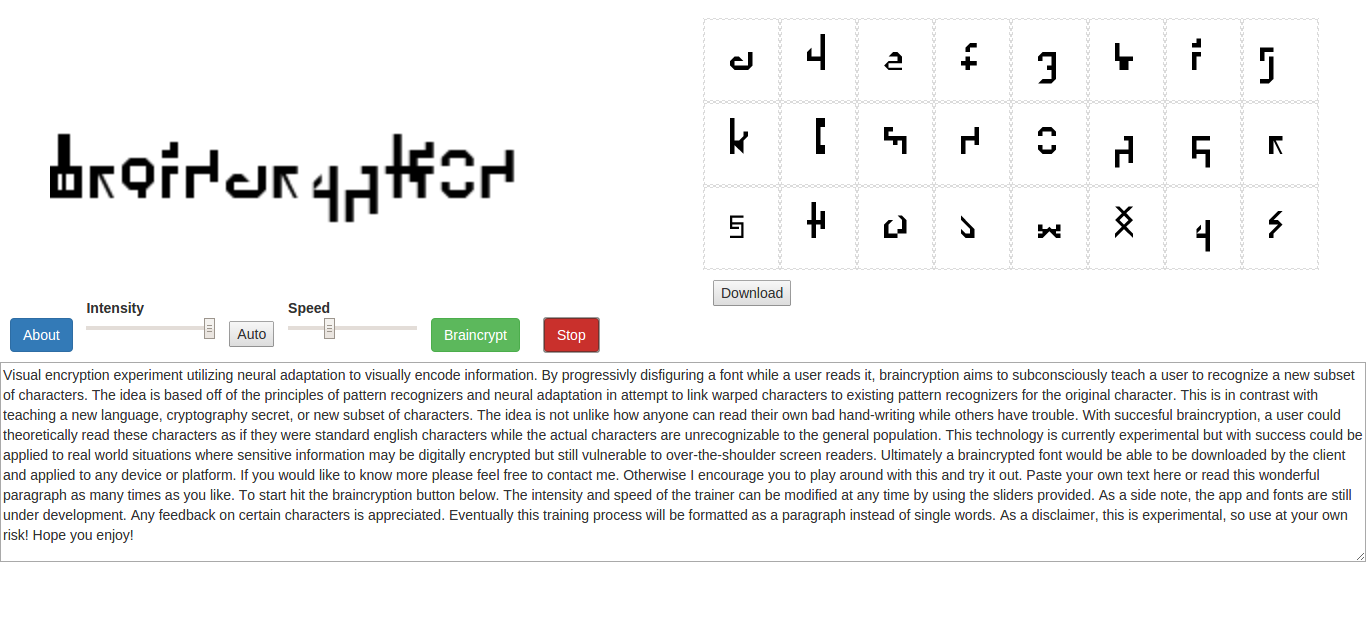 braincryption
c d e f g h i j
k l m n o p q r
s t u v w x y z
Download
Intensity Speed
About Auto Braincrypt Stop
Visual encryption experiment utilizing neural adaptation to visually encode information. By progressivly disfiguring a font while a user reads it, braincryption aims to subconsciously teach a user to recognize a new subset
of characters. The idea is based off of the principles of pattern recognizers and neural adaptation in attempt to link warped characters to existing pattern recognizers for the original character. This is in contrast with
teaching a new language, cryptography secret, or new subset of characters. The idea is not unlike how anyone can read their own bad hand-writing while others have trouble. With succesful braincryption, a user could
theoretically read these characters as if they were standard english characters while the actual characters are unrecognizable to the general population. This technology is currently experimental but with success could be
applied to real world situations where sensitive information may be digitally encrypted but still vulnerable to over-the-shoulder screen readers. Ultimately a braincrypted font would be able to be downloaded by the client
and applied to any device or platform. If you would like to know more please feel free to contact me. Otherwise I encourage you to play around with this and try it out. Paste your own text here or read this wonderful
paragraph as many times as you like. To start hit the braincryption button below. The intensity and speed of the trainer can be modified at any time by using the sliders provided. As a side note, the app and fonts are still
under development. Any feedback on certain characters is appreciated. Eventually this training process will be formatted as a paragraph instead of single words. As a disclaimer, this is experimental, so use at your own
risk! Hope you enjoy!